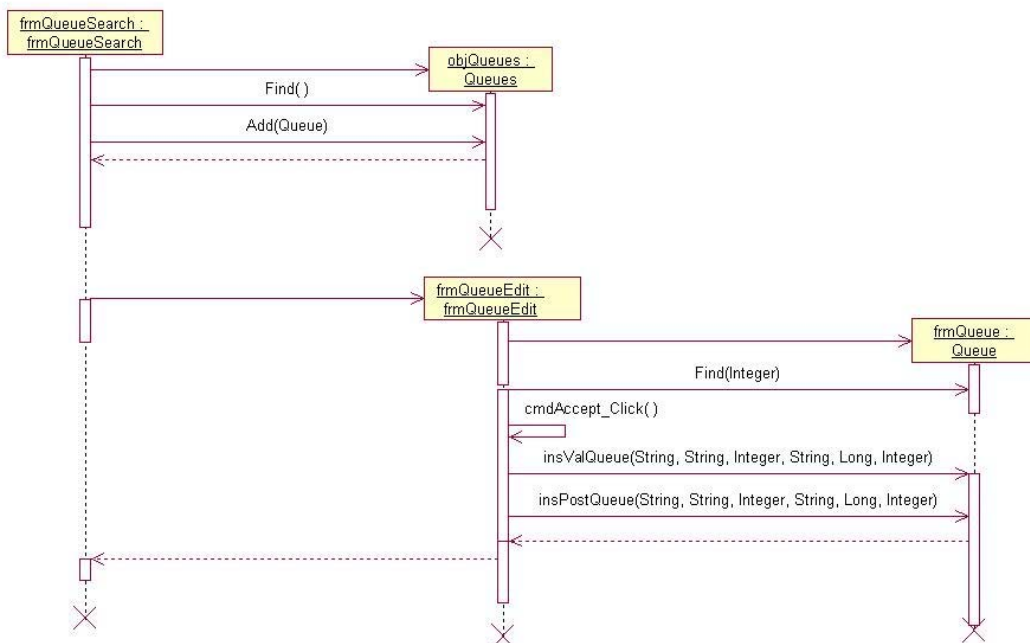 frmQueueSearch :
frmQueueSearch
objQueues :
Queues
Find( )
Add(Queue)
frmQueueEdit :
frmQueueEdit
frmQueue :
Queue
Find(Integer)
cmdAccept_Click( )
insValQueue(String, String, Integer, String, Long, Integer)
insPostQueue(String, String, Integer, String, Long, Integer)